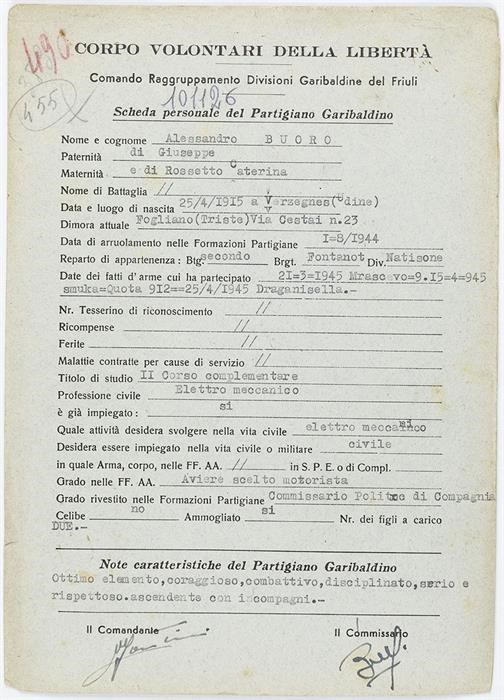 490
455
CORPO VOLONTARI DELLA LIBERTÀ
Comando Raggruppamento Divisioni Garibaldine del Friuli
101126
Scheda personale del Partigiano Garibaldino
Nome e cognome Alessandro BUORO
Paternità di Giuseppe
Maternità e di Rossetto Caterina
Nome di Battaglia //
Data e luogo di nascita 25/4/1915 a Verzegnes(Udine)
Dimora attuale Fogliano(Triste)Via Cestai n.23
Data di arruolamento nelle Formazioni Partigiane I=8/1944
Reparto di appartenenza: Btg. secondo Brgt. Fontanot Div. Natisone
Date dei fatti d'arme cui ha partecipato 21=3=1945 Mrascevo=9.15=4=945
smuka=Quota 912==25/4/1945 Draganisella.-
Nr. Tesserino di riconoscimento //
Ricompense //
Ferite //
Malattie contratte per cause di servizio //
Titolo di studio II Corso complementare
Professione civile Elettro meccanico
è già impiegato: si
Quale attività desidera svolgere nella vita civile elettro meccanico
Desidera essere impiegato nella vita civile o militare civile
in quale Arma, corpo, nelle FF. AA. // in S. P. E. o di Compl.
Grado nelle FF. AA. Aviere scelto motorista
Grado rivestito nelle Formazioni Partigiane Commissario Politco di Compagnia
Celibe no Ammogliato si Nr. dei figli a carico
DUE.-
Note caratteristiche del Partigiano Garibaldino
Ottimo elemento,coraggioso,combattivo,disciplinato,serio e
rispettoso.ascendente con incompagni.-
Il Comandante Il Commissario